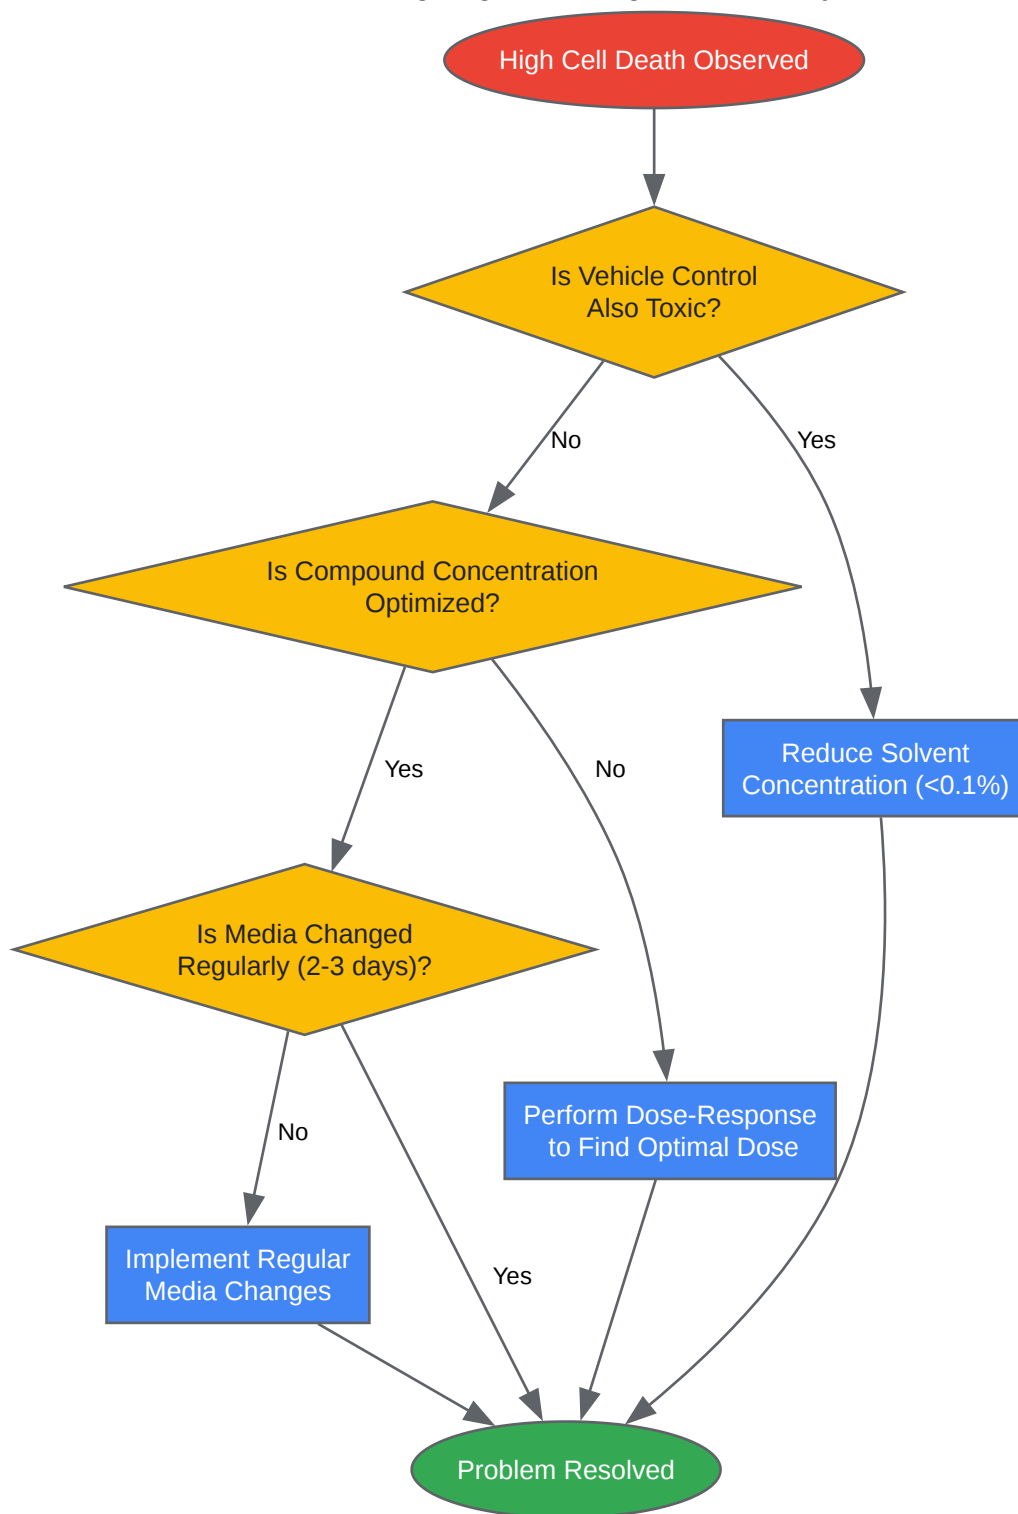 High Cell Death Observed
Is Vehicle Control
Also Toxic?
No
Yes
Is Compound Concentration
Optimized?
Reduce Solvent
Concentration (<0.1%)
Yes
No
Is Media Changed
Regularly (2-3 days)?
Perform Dose-Response
to Find Optimal Dose
No
Implement Regular
Media Changes
Yes
Problem Resolved